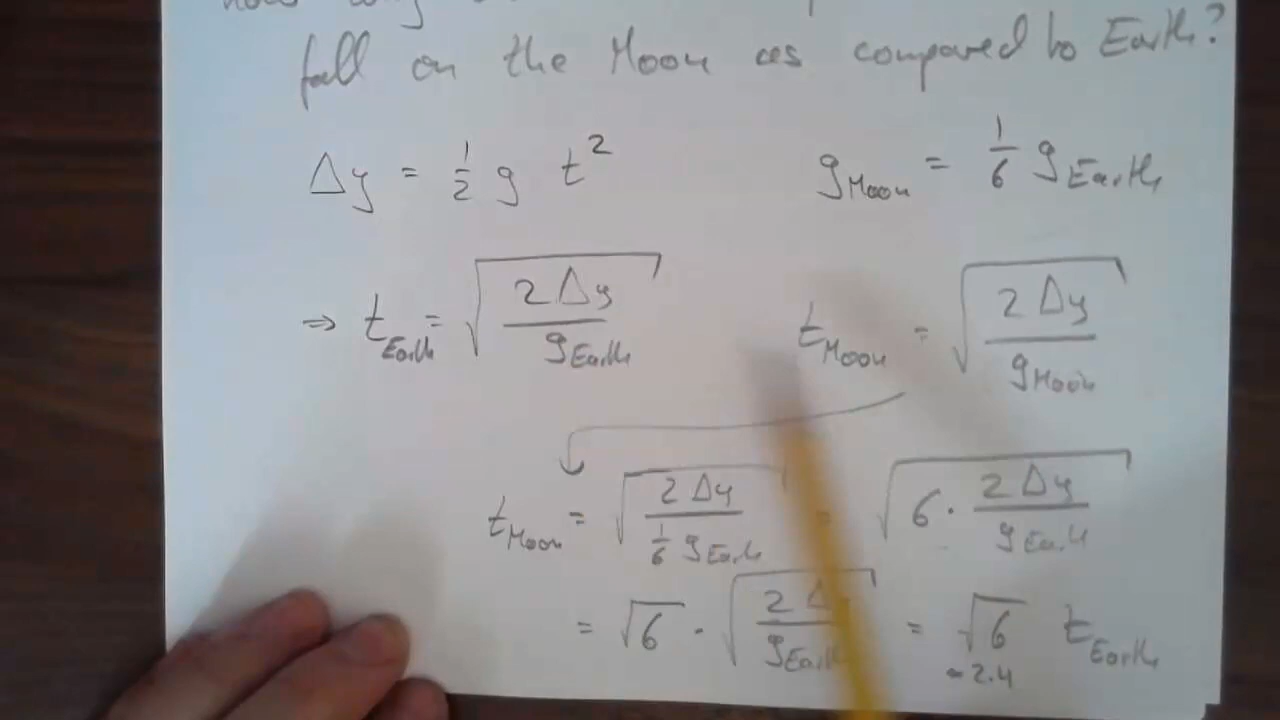 fall on the Moon as compared to Earth?
Δy = 1/2 g t² g_Moon = 1/6 g_Earth
⇒ t_Earth = √(2Δy / g_Earth) t_Moon = √(2Δy / g_Moon)
t_Moon = √(2Δy / (1/6 g_Earth)) = √(6 · 2Δy / g_Earth)
= √6 · √(2Δy / g_Earth) = √6 t_Earth
≈ 2.4